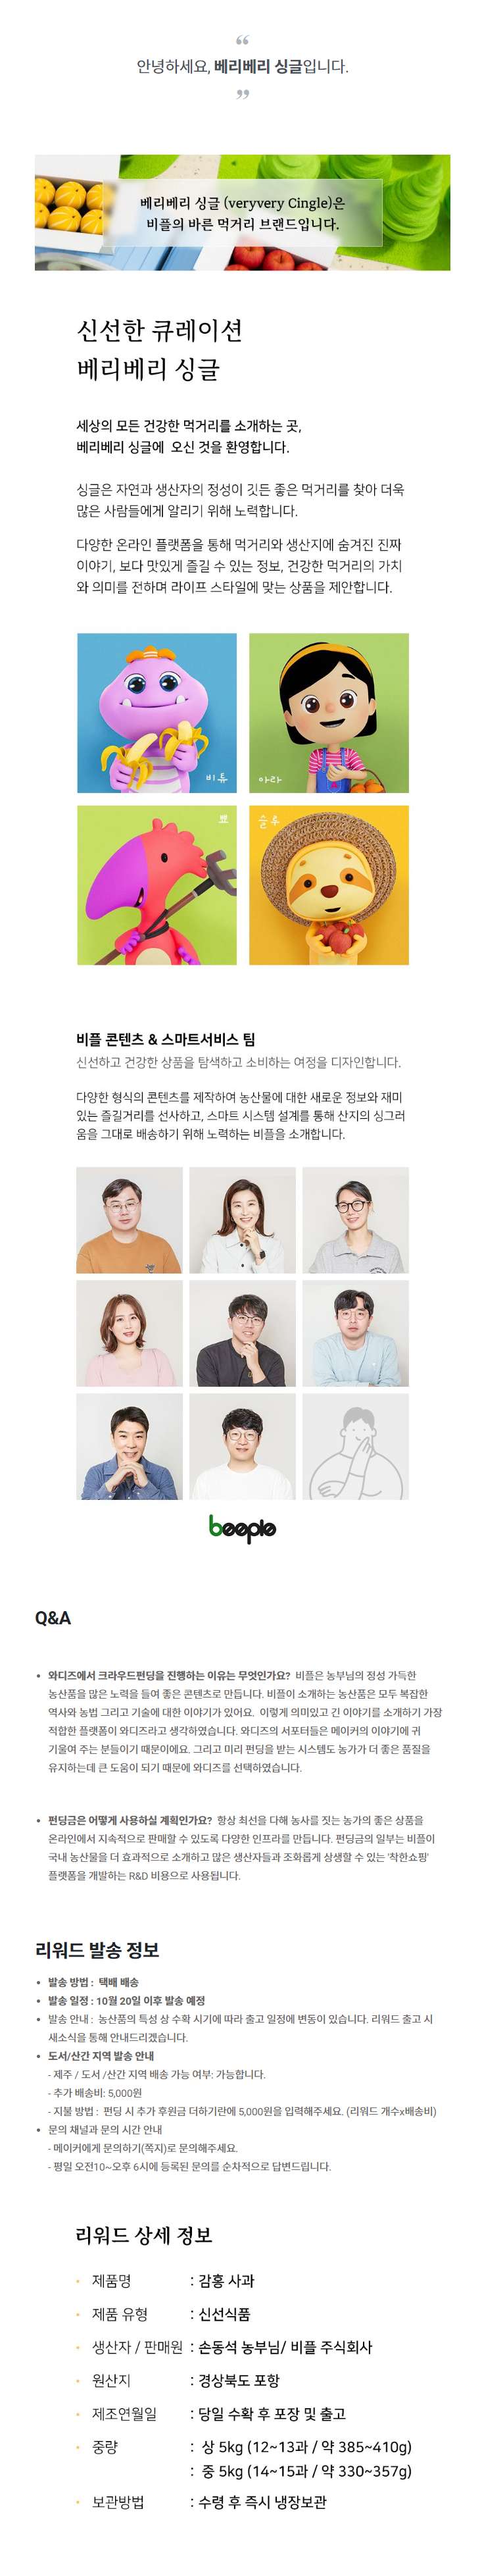 “
안녕하세요, 베리베리 싱글입니다.
”
베리베리 싱글 (veryvery Cingle)은
비플의 바른 먹거리 브랜드입니다.
신선한 큐레이션
베리베리 싱글
세상의 모든 건강한 먹거리를 소개하는 곳,
베리베리 싱글에 오신 것을 환영합니다.
싱글은 자연과 생산자의 정성이 깃든 좋은 먹거리를 찾아 더욱
많은 사람들에게 알리기 위해 노력합니다.
다양한 온라인 플랫폼을 통해 먹거리와 생산지에 숨겨진 진짜
이야기, 보다 맛있게 즐길 수 있는 정보, 건강한 먹거리의 가치
와 의미를 전하며 라이프 스타일에 맞는 상품을 제안합니다.
비튜
아라
쁘
슬루
비플 콘텐츠 & 스마트서비스 팀
신선하고 건강한 상품을 탐색하고 소비하는 여정을 디자인합니다.
다양한 형식의 콘텐츠를 제작하여 농산물에 대한 새로운 정보와 재미
있는 즐길거리를 선사하고, 스마트 시스템 설계를 통해 산지의 싱그러
움을 그대로 배송하기 위해 노력하는 비플을 소개합니다.
beeple
Q&A
• 와디즈에서 크라우드펀딩을 진행하는 이유는 무엇인가요? 비플은 농부님의 정성 가득한
농산품을 많은 노력을 들여 좋은 콘텐츠로 만듭니다. 비플이 소개하는 농산품은 모두 복잡한
역사와 농법 그리고 기술에 대한 이야기가 있어요. 이렇게 의미있고 긴 이야기를 소개하기 가장
적합한 플랫폼이 와디즈라고 생각하였습니다. 와디즈의 서포터들은 메이커의 이야기에 귀
기울여 주는 분들이기 때문이에요. 그리고 미리 펀딩을 받는 시스템도 농가가 더 좋은 품질을
유지하는데 큰 도움이 되기 때문에 와디즈를 선택하였습니다.
• 펀딩금은 어떻게 사용하실 계획인가요? 항상 최선을 다해 농사를 짓는 농가의 좋은 상품을
온라인에서 지속적으로 판매할 수 있도록 다양한 인프라를 만듭니다. 펀딩금의 일부는 비플이
국내 농산물을 더 효과적으로 소개하고 많은 생산자들과 조화롭게 상생할 수 있는 '착한쇼핑'
플랫폼을 개발하는 R&D 비용으로 사용됩니다.
리워드 발송 정보
• 발송 방법 : 택배 배송
• 발송 일정 : 10월 20일 이후 발송 예정
• 발송 안내 : 농산품의 특성 상 수확 시기에 따라 출고 일정에 변동이 있습니다. 리워드 출고 시
새소식을 통해 안내드리겠습니다.
• 도서/산간 지역 발송 안내
- 제주 / 도서 /산간 지역 배송 가능 여부: 가능합니다.
- 추가 배송비: 5,000원
- 지불 방법 : 펀딩 시 추가 후원금 더하기란에 5,000원을 입력해주세요. (리워드 개수x배송비)
• 문의 채널과 문의 시간 안내
- 메이커에게 문의하기(쪽지)로 문의해주세요.
- 평일 오전10~오후 6시에 등록된 문의를 순차적으로 답변드립니다.
리워드 상세 정보
• 제품명 : 감홍 사과
• 제품 유형 : 신선식품
• 생산자 / 판매원 : 손동석 농부님/ 비플 주식회사
• 원산지 : 경상북도 포항
• 제조연월일 : 당일 수확 후 포장 및 출고
• 중량 : 상 5kg (12~13과 / 약 385~410g)
: 중 5kg (14~15과 / 약 330~357g)
• 보관방법 : 수령 후 즉시 냉장보관